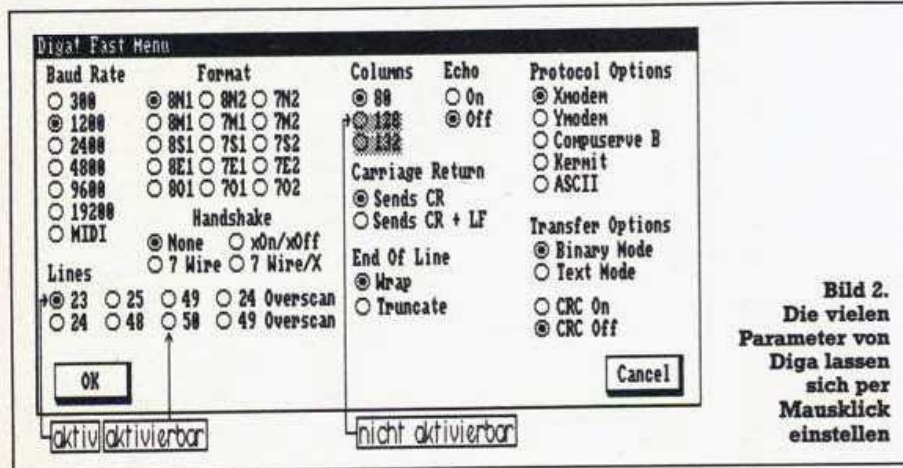 Diga! Fast Menu
Baud Rate
300
1200
2400
4800
9600
19200
MIDI
Format
8N1 8N2 7N2
8M1 7M1 7M2
8S1 7S1 7S2
8E1 7E1 7E2
8O1 7O1 7O2
Handshake
None xOn/xOff
7 Wire 7 Wire/X
Lines
23 25 49 24 Overscan
24 48 50 49 Overscan
OK
Columns
80
128
132
Echo
On
Off
Carriage Return
Sends CR
Sends CR + LF
End Of Line
Wrap
Truncate
Protocol Options
Xmodem
Ymodem
Compuserve B
Kermit
ASCII
Transfer Options
Binary Mode
Text Mode
CRC On
CRC Off
Cancel
aktiv aktivierbar nicht aktivierbar
Bild 2.
Die vielen
Parameter von
Diga lassen
sich per
Mausklick
einstellen